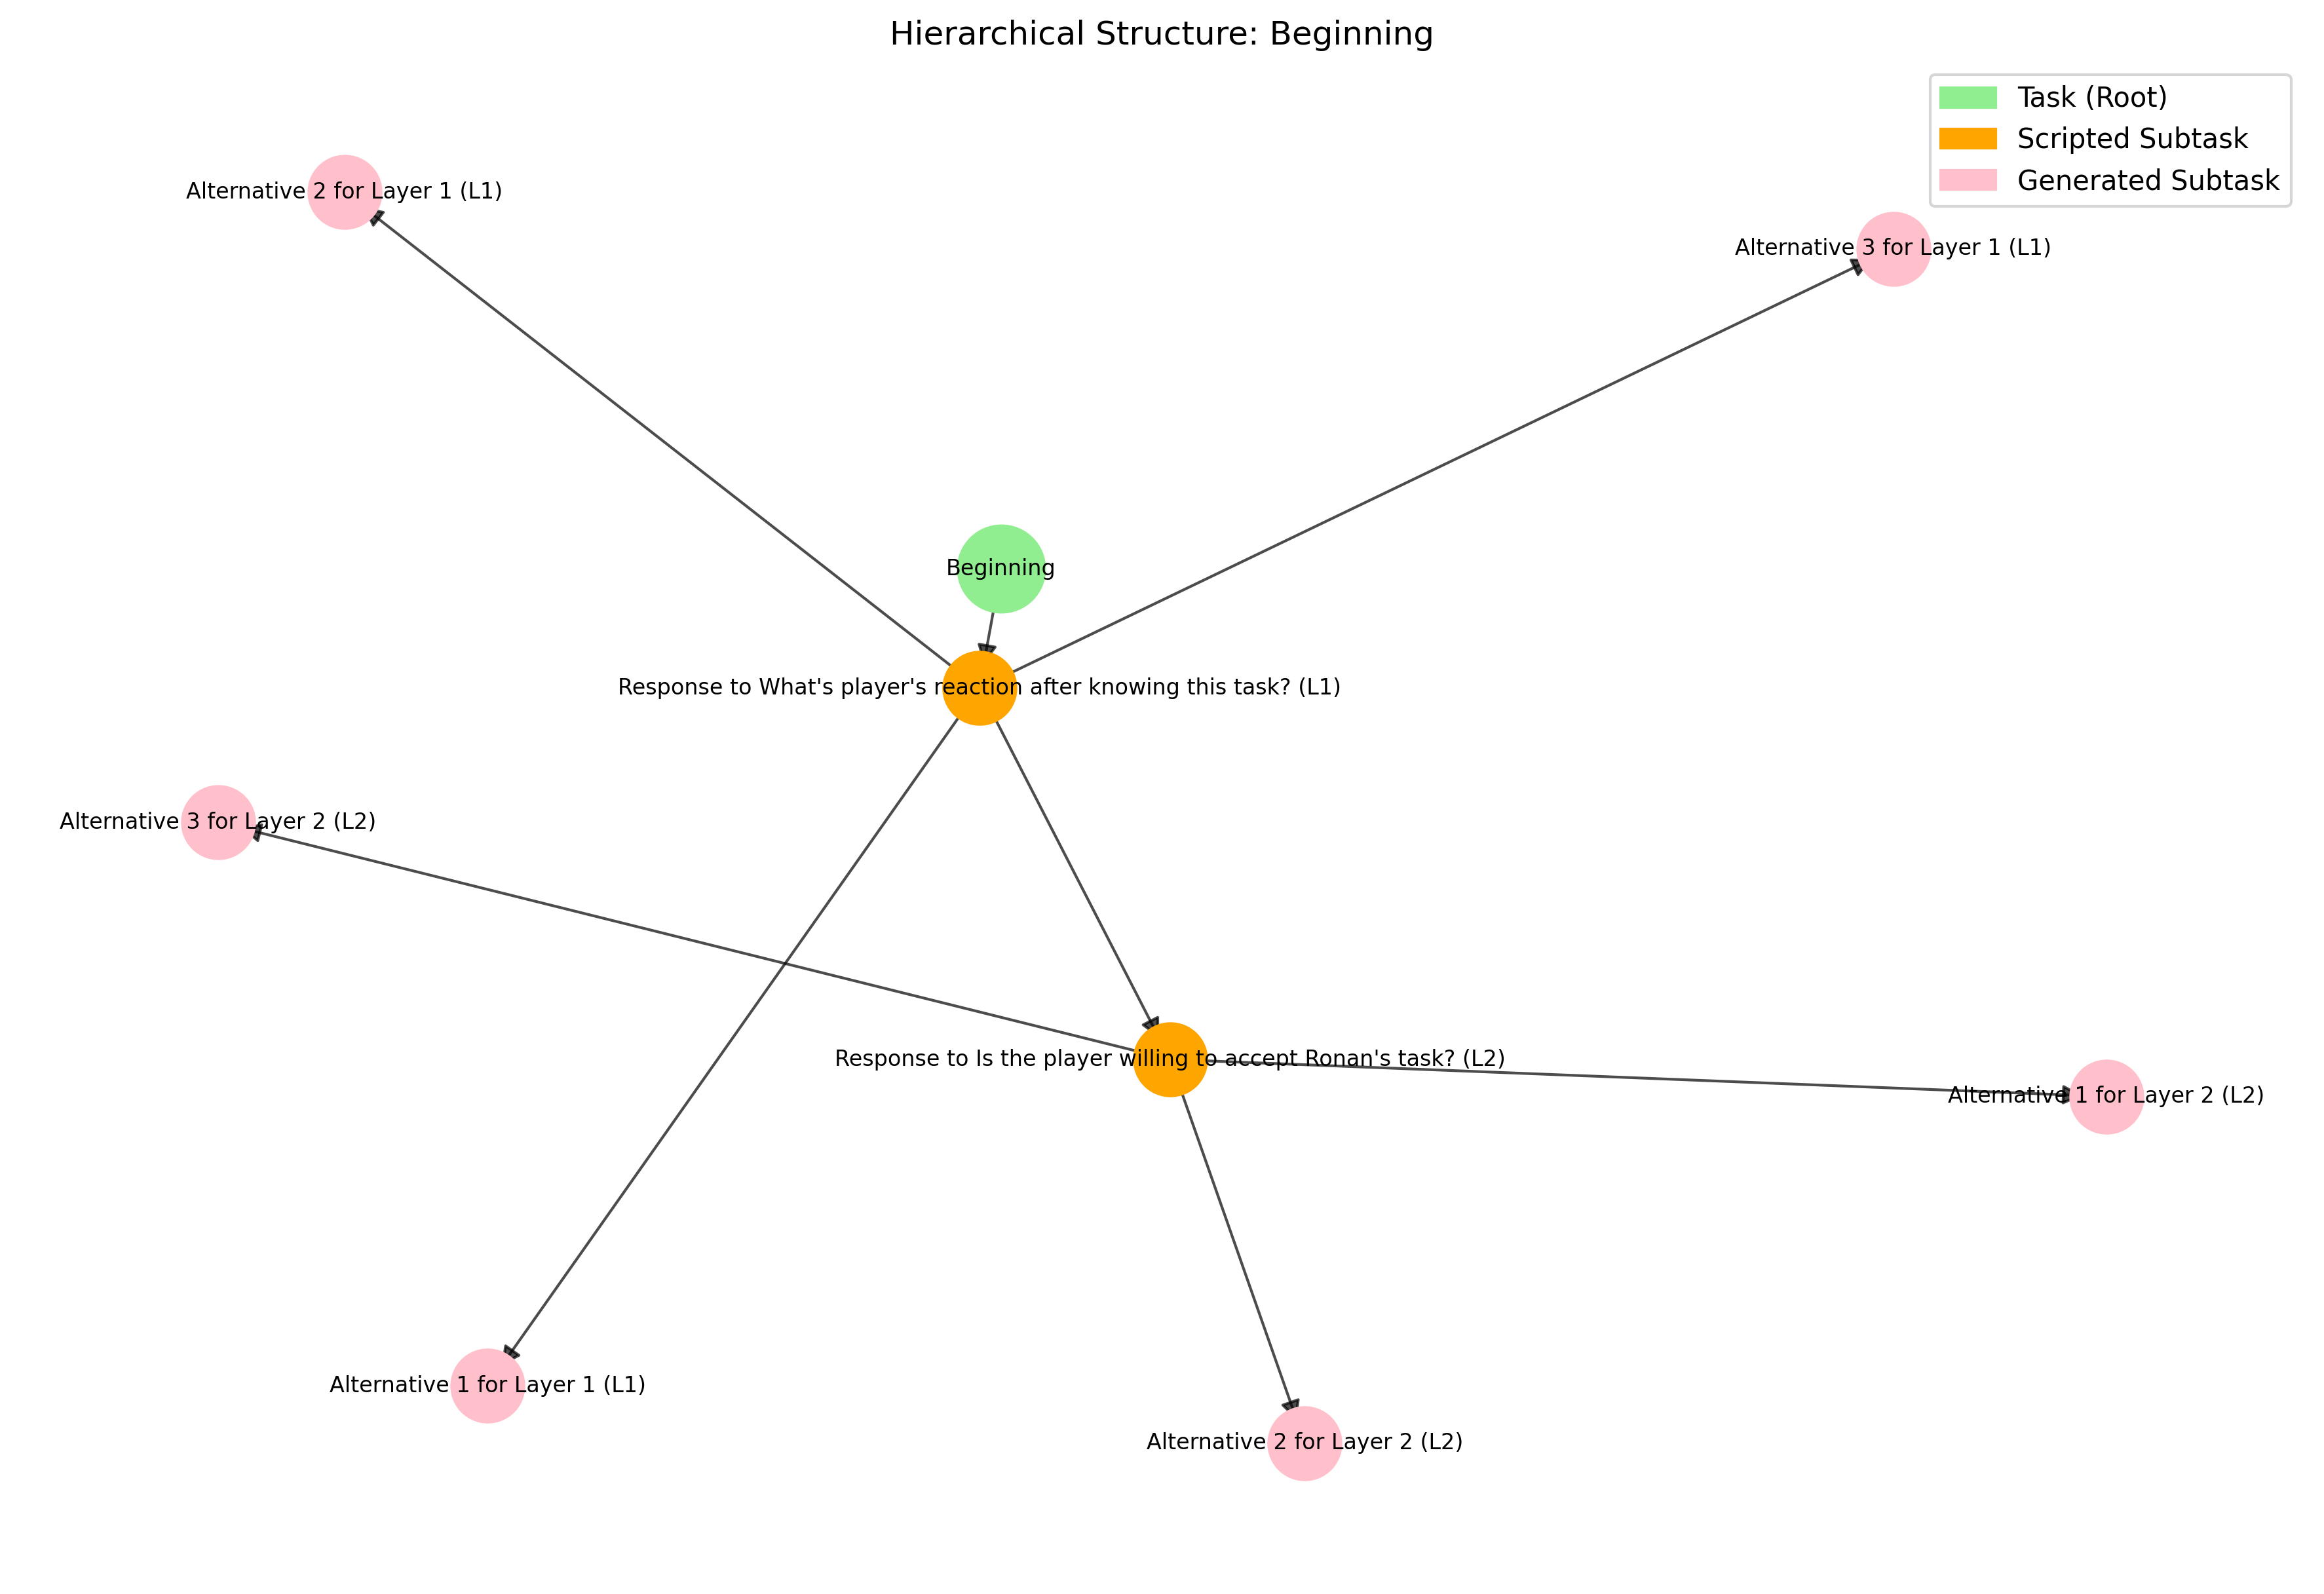 Hierarchical Structure: Beginning
Task (Root)
Scripted Subtask
Generated Subtask
Alternative 2 for Layer 1 (L1)
Alternative 3 for Layer 1 (L1)
Beginning
Response to What's player's reaction after knowing this task? (L1)
Alternative 3 for Layer 2 (L2)
Response to Is the player willing to accept Ronan's task? (L2)
Alternative 1 for Layer 2 (L2)
Alternative 1 for Layer 1 (L1)
Alternative 2 for Layer 2 (L2)